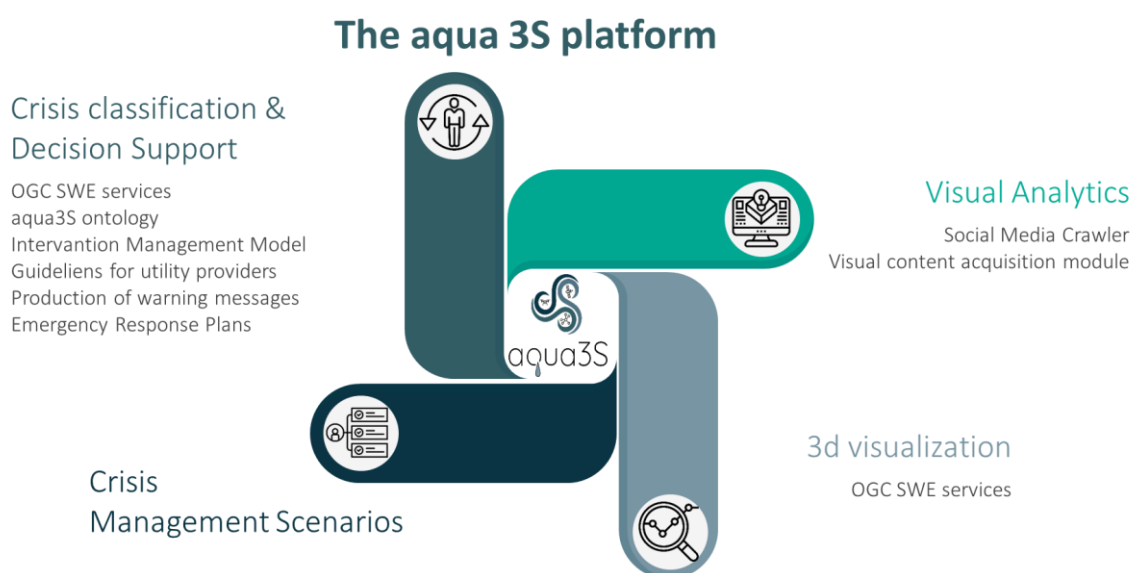 The aqua 3S platform
Crisis classification &
Decision Support
OGC SWE services
aqua3S ontology
Intervantion Management Model
Guideliens for utility providers
Production of warning messages
Emergency Response Plans
Visual Analytics
Social Media Crawler
Visual content acquisition module
aqua3S
Crisis
Management Scenarios
3d visualization
OGC SWE services